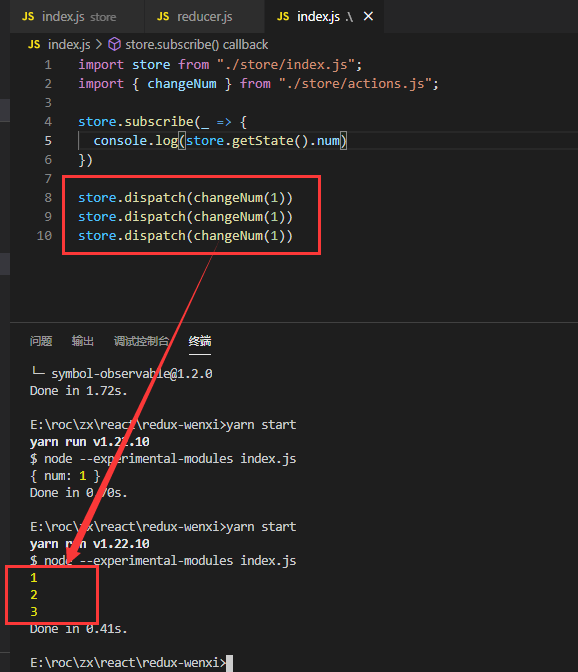 JS index.js store JS reducer.js JS index.js .\ ✕
JS index.js > store.subscribe() callback
1 import store from "./store/index.js";
2 import { changeNum } from "./store/actions.js";
3
4 store.subscribe(_ => {
5 console.log(store.getState().num)
6 })
7
8 store.dispatch(changeNum(1))
9 store.dispatch(changeNum(1))
10 store.dispatch(changeNum(1))
问题 输出 调试控制台 终端
└─ symbol-observable@1.2.0
Done in 1.72s.
E:\roc\zx\react\redux-wenxi>yarn start
yarn run v1.22.10
$ node --experimental-modules index.js
{ num: 1 }
Done in 0.70s.
E:\roc\zx\react\redux-wenxi>yarn start
yarn run v1.22.10
$ node --experimental-modules index.js
1
2
3
Done in 0.41s.
E:\roc\zx\react\redux-wenxi>